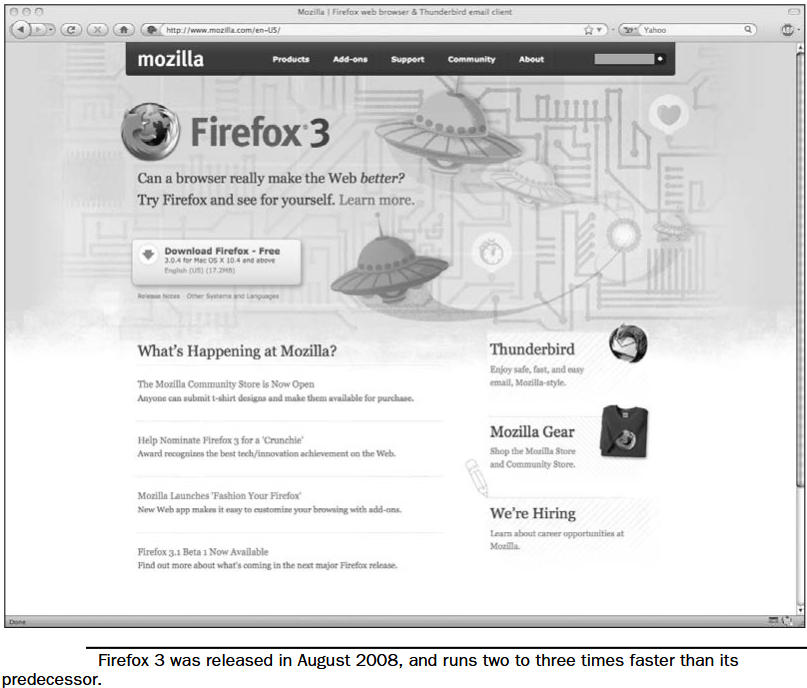 Mozilla | Firefox web browser & Thunderbird email client
http://www.mozilla.com/en-US/
Yahoo
mozilla
Products Add-ons Support Community About
Firefox 3
Can a browser really make the Web better?
Try Firefox and see for yourself. Learn more.
Download Firefox - Free
3.0.4 for Mac OS X 10.4 and above
English (US) (17.2MB)
Release Notes - Other Systems and Languages
What's Happening at Mozilla?
The Mozilla Community Store is Now Open
Anyone can submit t-shirt designs and make them available for purchase.
Help Nominate Firefox 3 for a 'Crunchie'
Award recognizes the best tech/innovation achievement on the Web.
Mozilla Launches 'Fashion Your Firefox'
New Web app makes it easy to customize your browsing with add-ons.
Firefox 3.1 Beta 1 Now Available
Find out more about what's coming in the next major Firefox release.
Thunderbird
Enjoy safe, fast, and easy
email, Mozilla-style.
Mozilla Gear
Shop the Mozilla Store
and Community Store.
We're Hiring
Learn about career opportunities at
Mozilla.
Done
Firefox 3 was released in August 2008, and runs two to three times faster than its
predecessor.